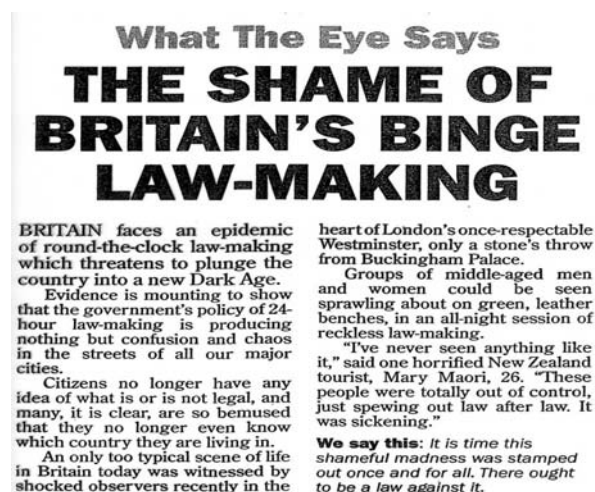 What The Eye Says
THE SHAME OF
BRITAIN'S BINGE
LAW-MAKING
BRITAIN faces an epidemic
of round-the-clock law-making
which threatens to plunge the
country into a new Dark Age.
Evidence is mounting to show
that the government's policy of 24-
hour law-making is producing
nothing but confusion and chaos
in the streets of all our major
cities.
Citizens no longer have any
idea of what is or is not legal, and
many, it is clear, are so bemused
that they no longer even know
which country they are living in.
An only too typical scene of life
in Britain today was witnessed by
shocked observers recently in the
heart of London's once-respectable
Westminster, only a stone's throw
from Buckingham Palace.
Groups of middle-aged men
and women could be seen
sprawling about on green, leather
benches, in an all-night session of
reckless law-making.
"I've never seen anything like
it," said one horrified New Zealand
tourist, Mary Maori, 26. "These
people were totally out of control,
just spewing out law after law. It
was sickening."
We say this: It is time this
shameful madness was stamped
out once and for all. There ought
to be a law against it.